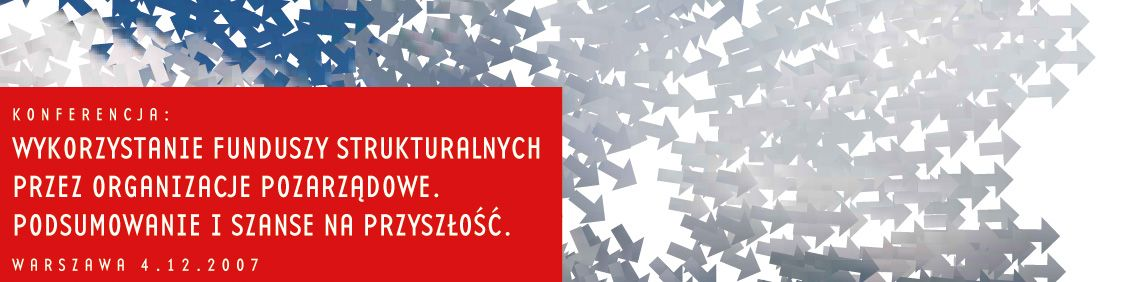 KONFERENCJA:
WYKORZYSTANIE FUNDUSZY STRUKTURALNYCH
PRZEZ ORGANIZACJE POZARZĄDOWE.
PODSUMOWANIE I SZANSE NA PRZYSZŁOŚĆ.
WARSZAWA 4.12.2007